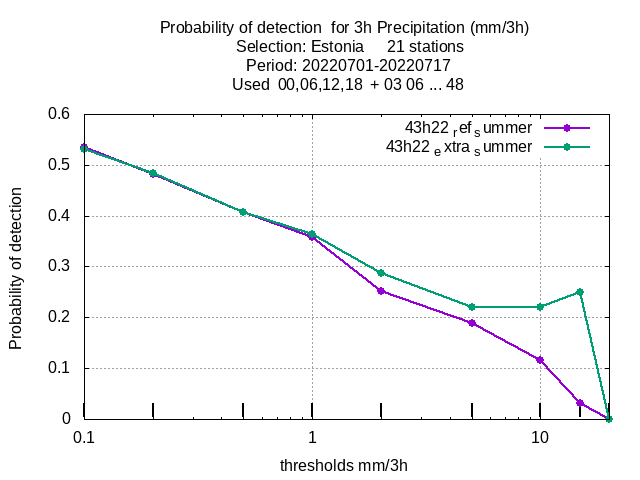 Probability of detection  for 3h Precipitation (mm/3h)
Selection: Estonia     21 stations
Period: 20220701-20220717
Used  00,06,12,18  + 03 06 ... 48
43h22 ref summer
43h22 extra summer
Probability of detection
0.6
0.5
0.4
0.3
0.2
0.1
0
0.1 1 10
thresholds mm/3h